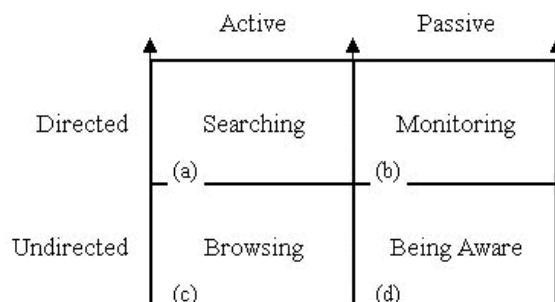 Active Passive
Directed Searching Monitoring
(a) (b)
Undirected Browsing Being Aware
(c) (d)